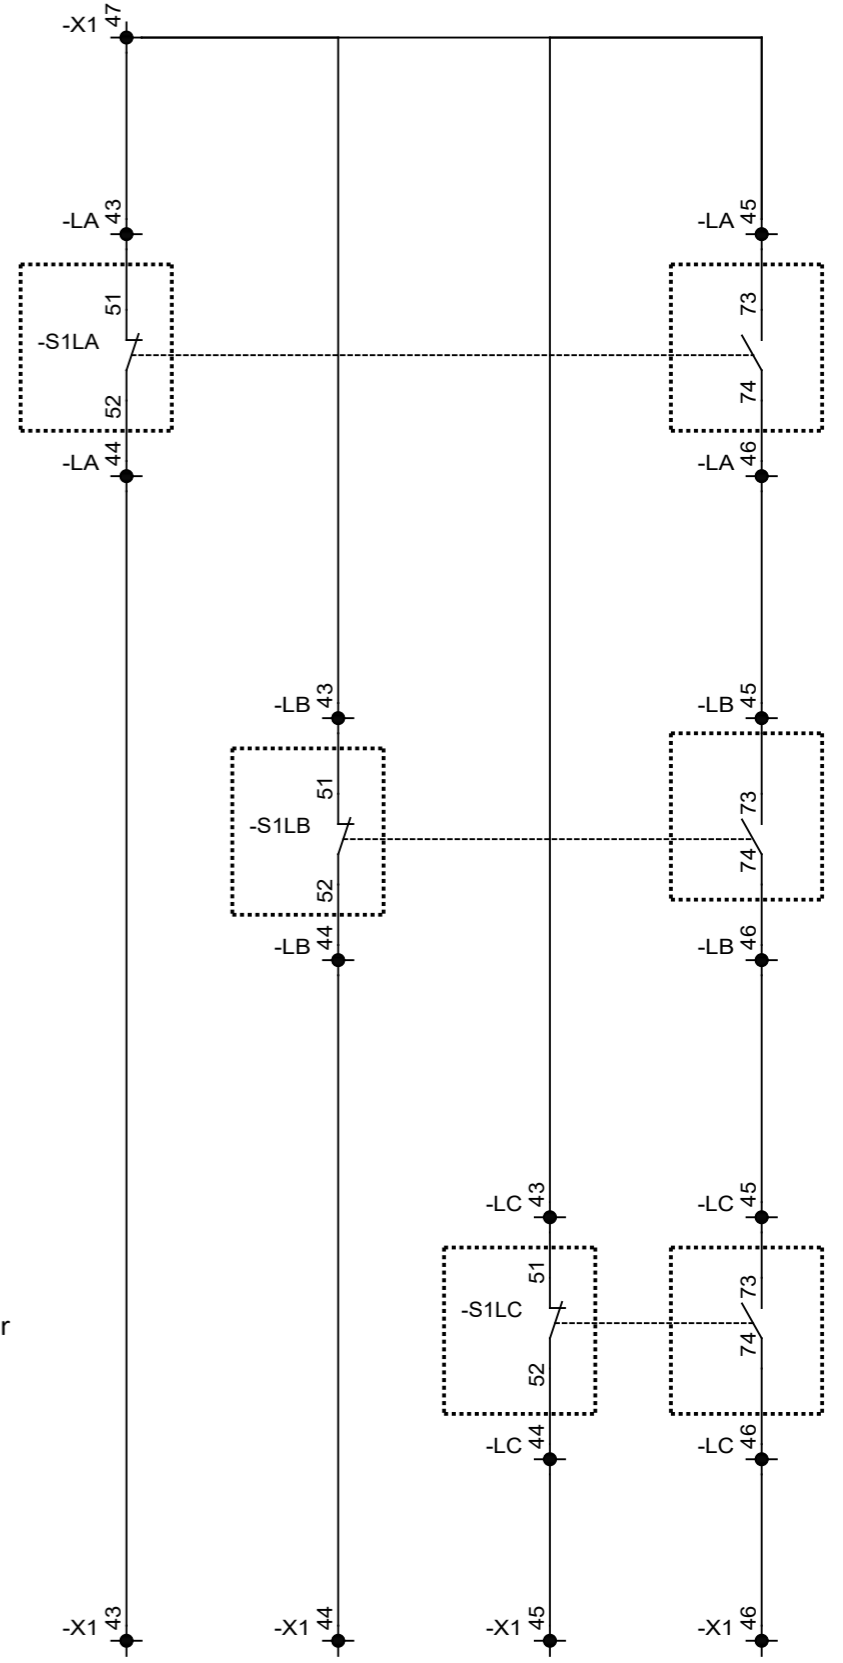 -X1 47
-LA 43
-LA 45
51
73
-S1LA
52
74
-LA 44
-LA 46
-LB 43
-LB 45
51
73
-S1LB
52
74
-LB 44
-LB 46
-LC 43
-LC 45
51
73
-S1LC
r
74
52
-LC 44
-LC 46
-X1 43
-X1 44
-X1 45
-X1 46